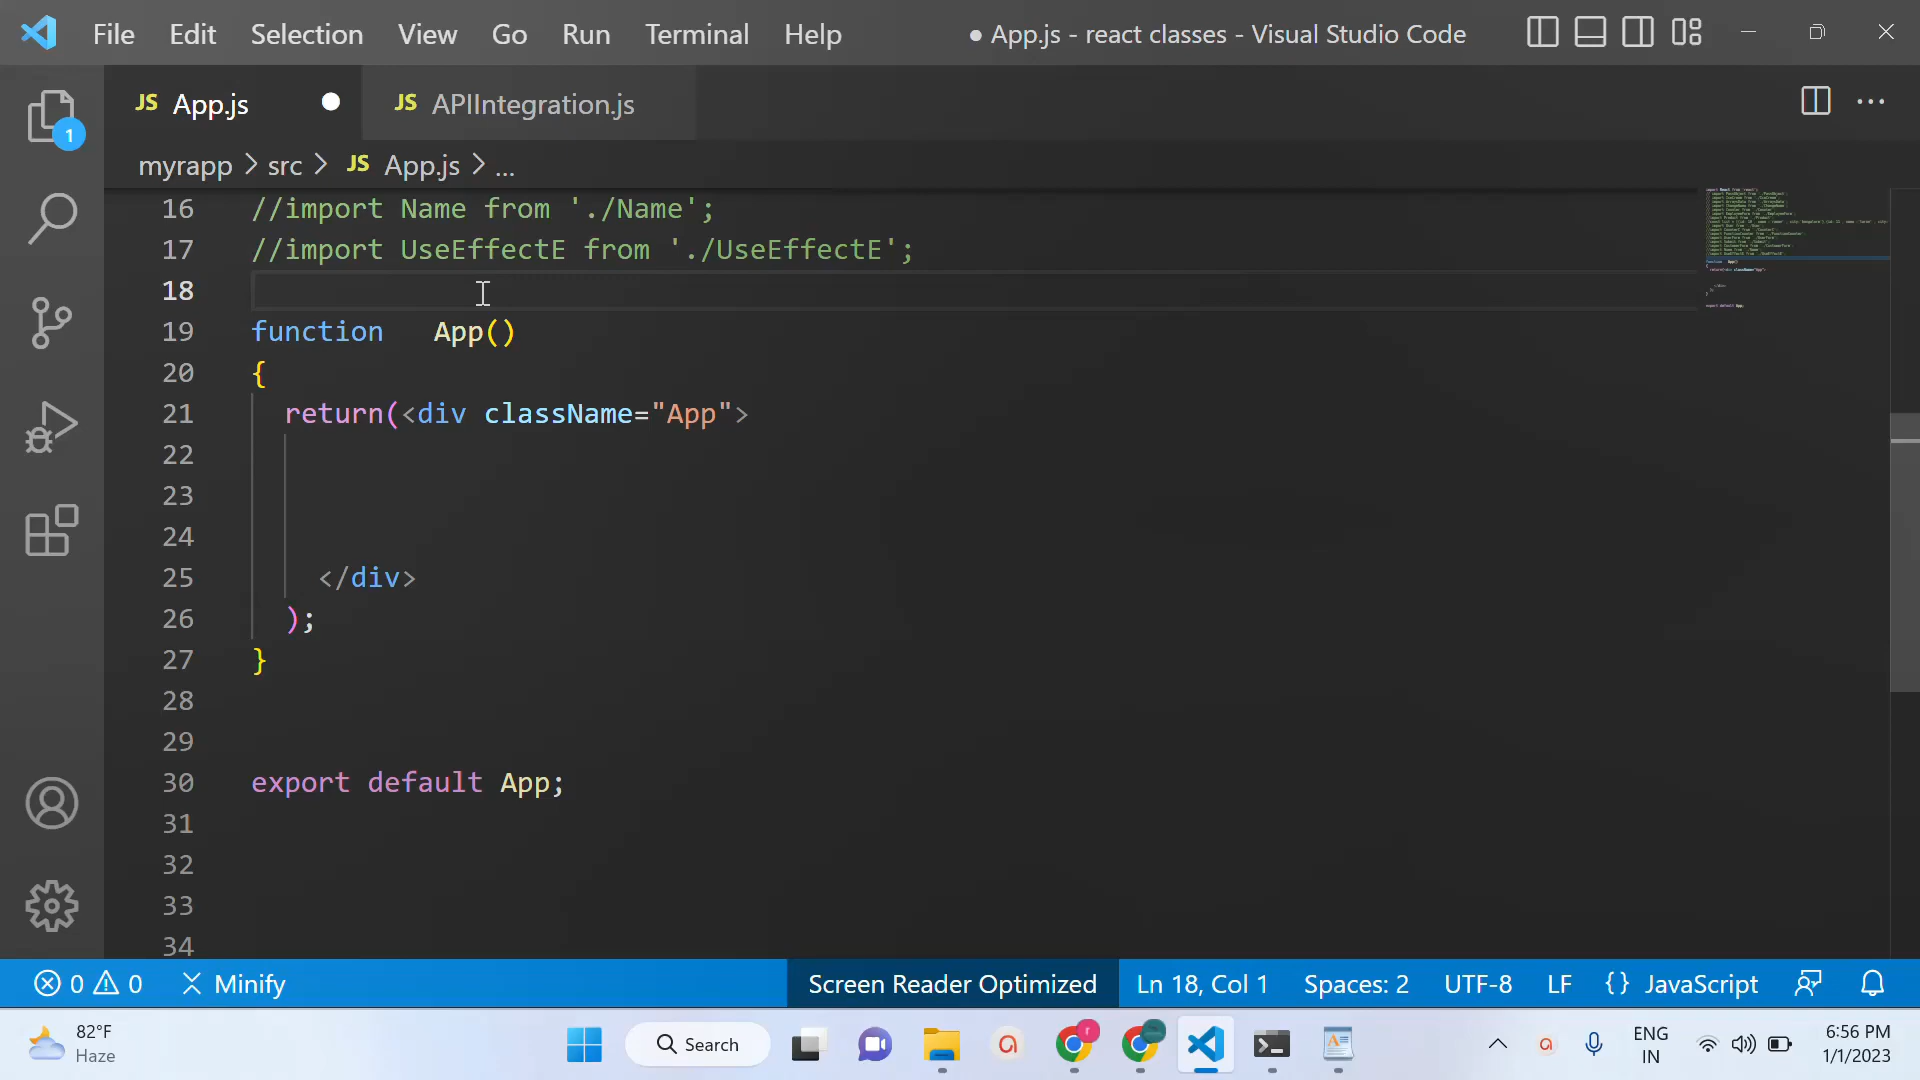 File Edit Selection View Go Run Terminal Help ● App.js - react classes - Visual Studio Code
JS App.js ● JS APIIntegration.js
1
myrapp > src > JS App.js > ...
16 //import Name from './Name';
17 //import UseEffectE from './UseEffectE';
18
19 function   App()
20 {
21 return(<div className="App">
22
23
24
25 </div>
26 );
27 }
28
29
30 export default App;
31
32
33
34
0 0 Minify Screen Reader Optimized Ln 18, Col 1 Spaces: 2 UTF-8 LF {} JavaScript
82°F
Haze
Search
ENG
IN
6:56 PM
1/1/2023